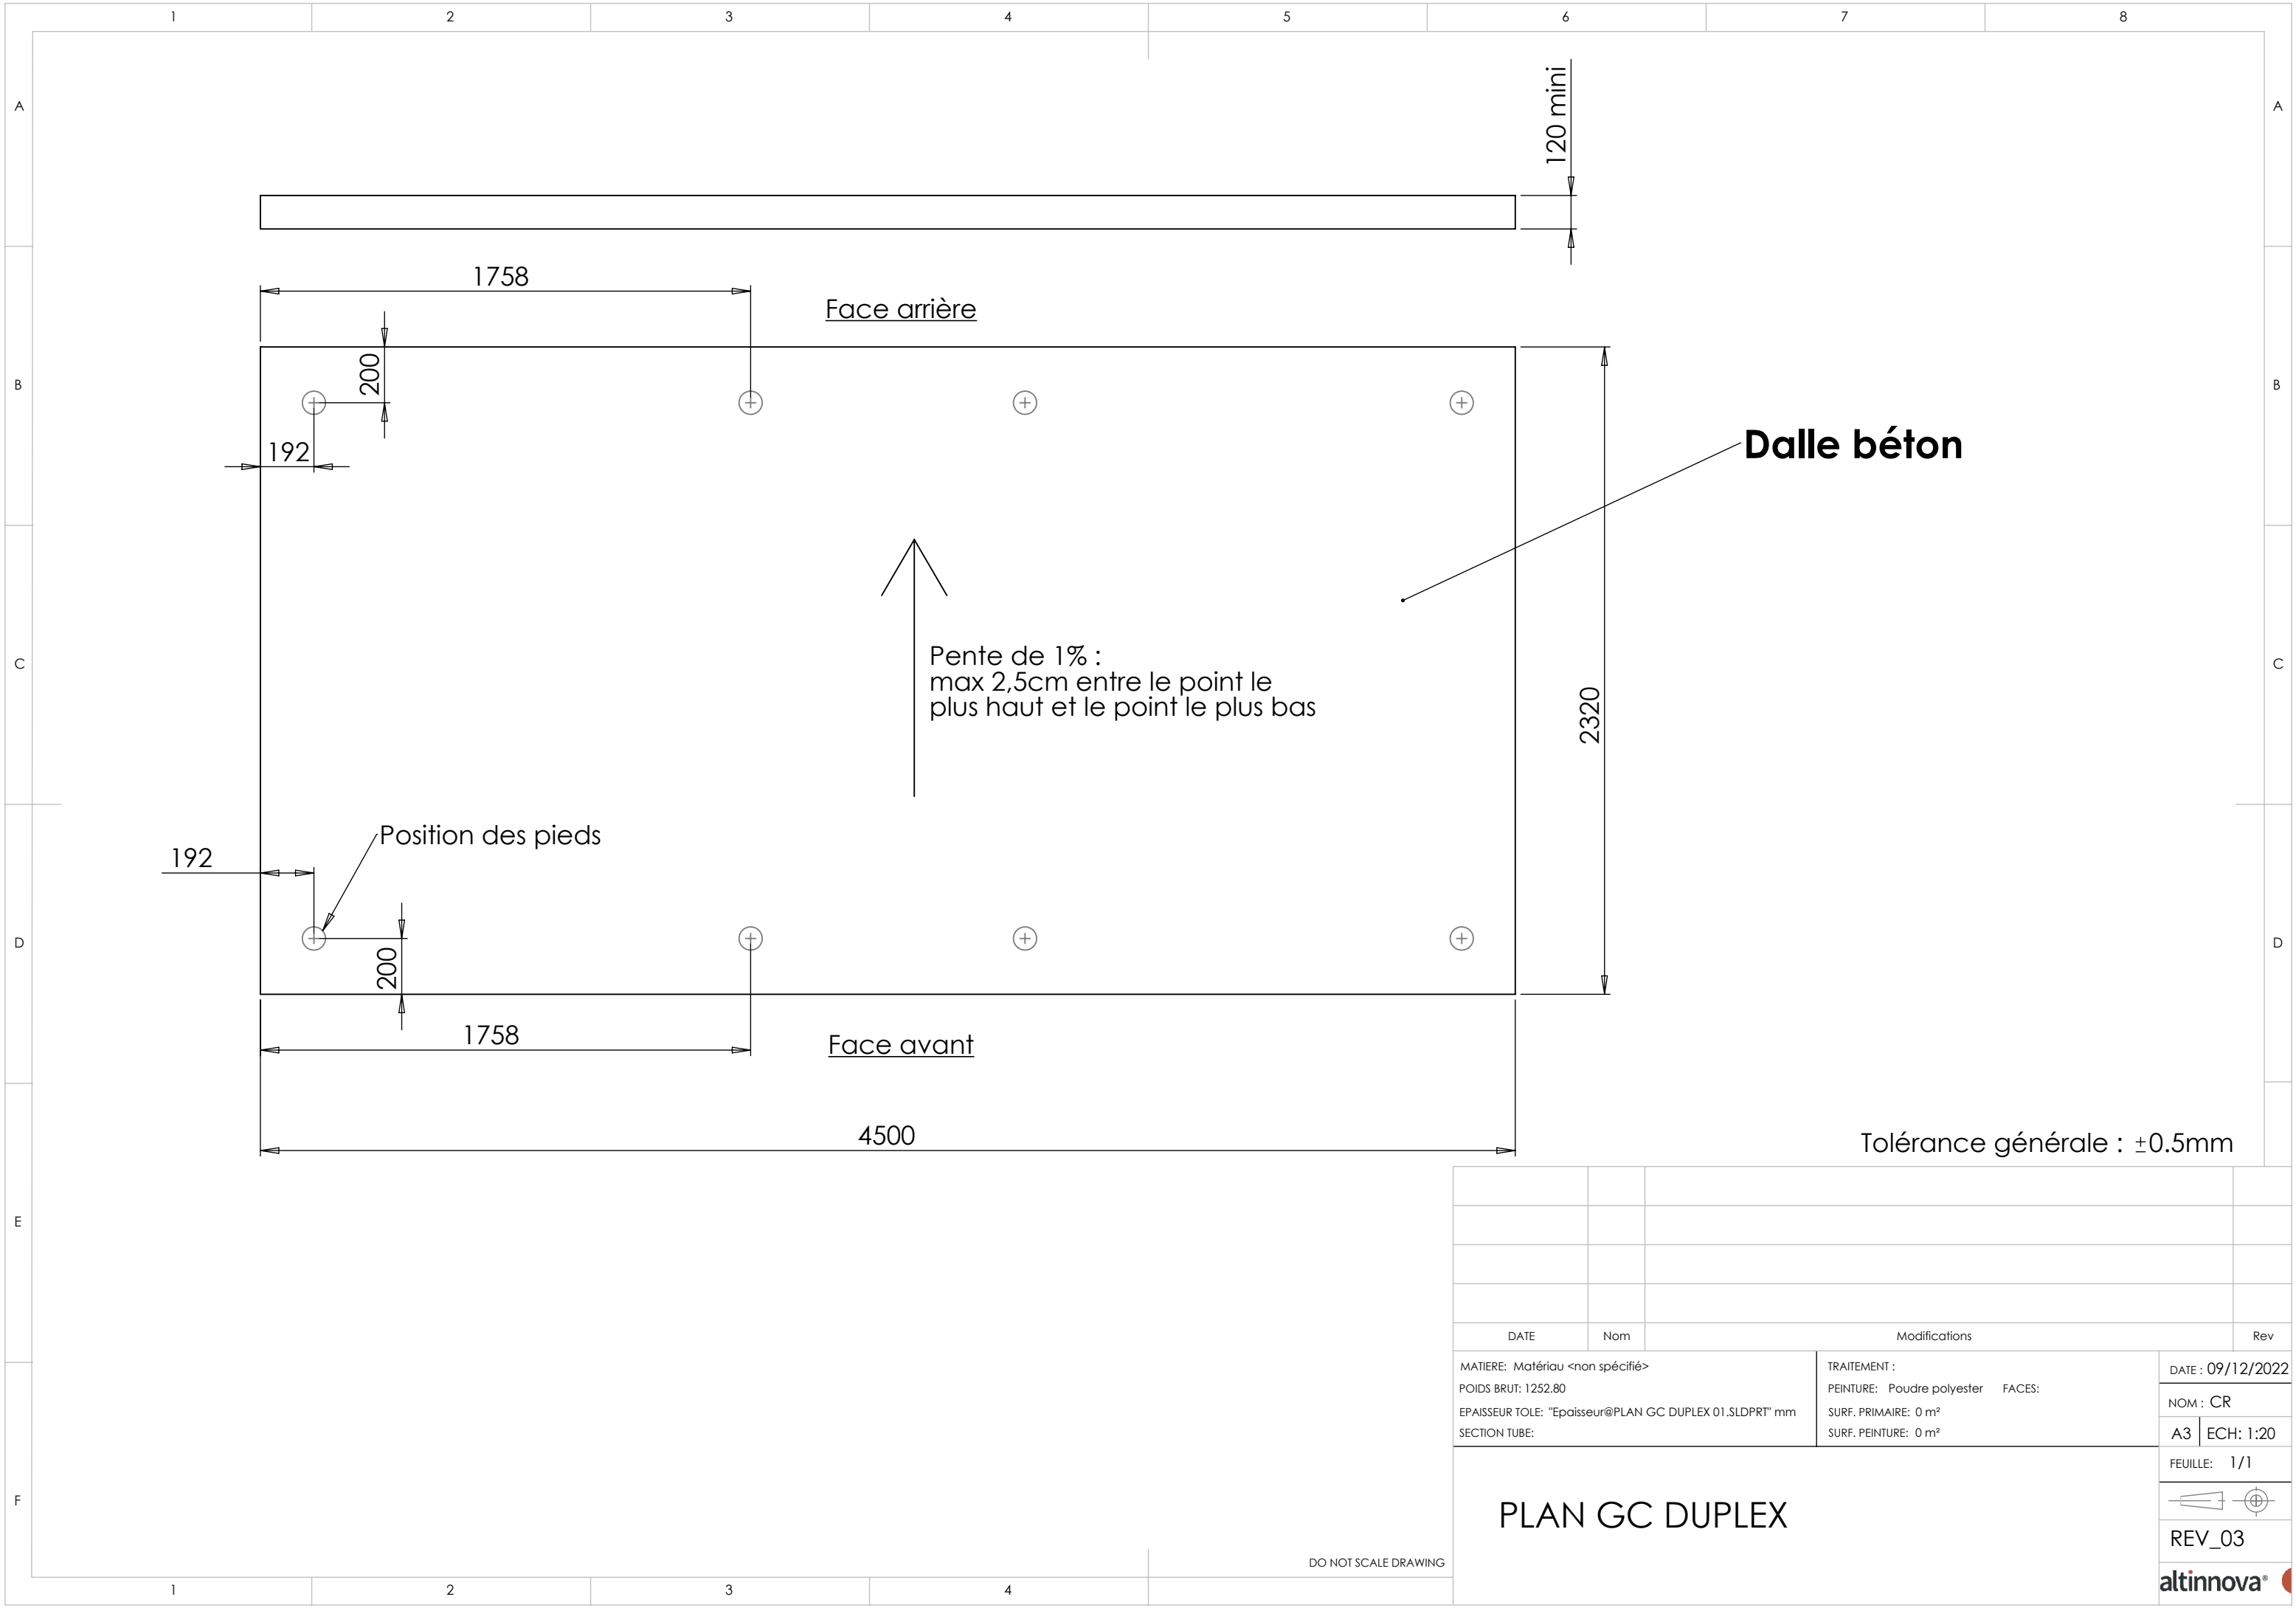 1 2 3 4 5 6 7 8
A A
120 mini
1758
Face arrière
200
B B
192
Dalle béton
Pente de 1% :
max 2,5cm entre le point le
plus haut et le point le plus bas
C C
2320
Position des pieds
192
D D
200
1758
Face avant
4500
Tolérance générale : ±0.5mm
E
DATE Nom Modifications Rev
MATIERE: Matériau <non spécifié>
POIDS BRUT: 1252.80
EPAISSEUR TOLE: "Epaisseur@PLAN GC DUPLEX 01.SLDPRT" mm
SECTION TUBE:
TRAITEMENT :
PEINTURE: Poudre polyester FACES:
SURF. PRIMAIRE: 0 m²
SURF. PEINTURE: 0 m²
DATE : 09/12/2022
NOM : CR
A3 ECH: 1:20
FEUILLE: 1/1
F
PLAN GC DUPLEX
REV_03
DO NOT SCALE DRAWING
altinnova®
1 2 3 4